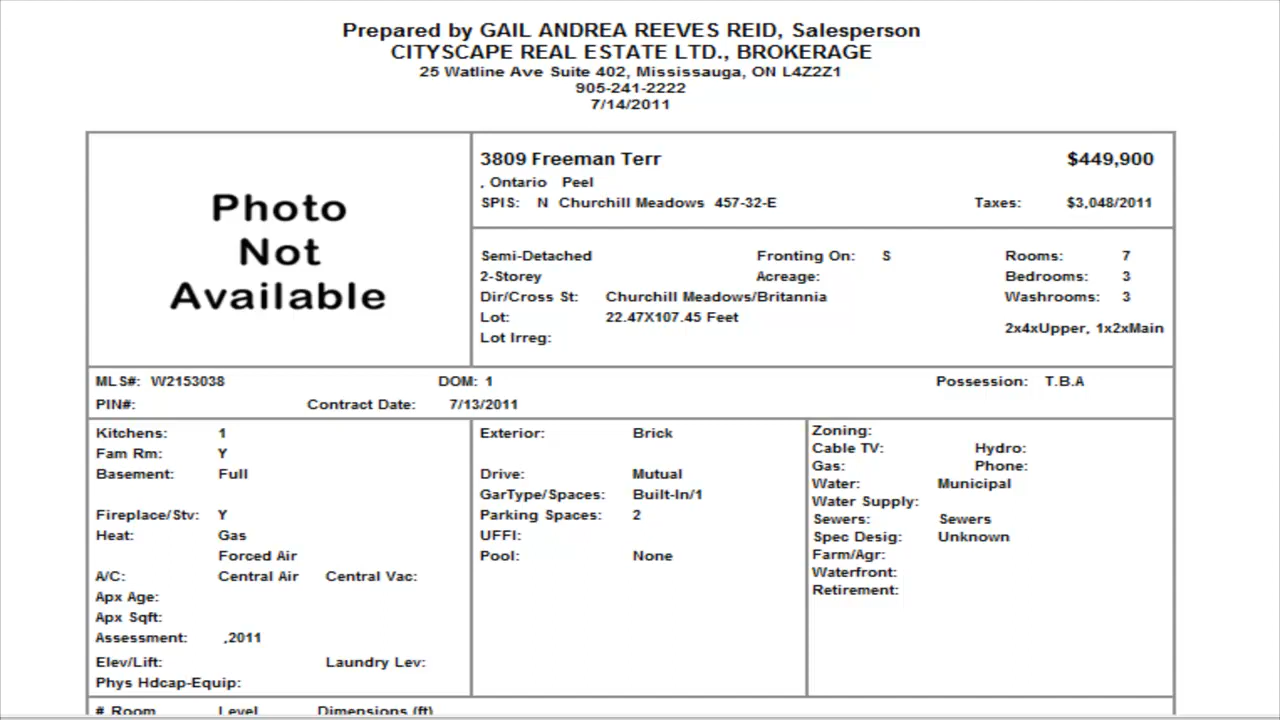 Prepared by GAIL ANDREA REEVES REID, Salesperson
CITYSCAPE REAL ESTATE LTD., BROKERAGE
25 Watline Ave Suite 402, Mississauga, ON L4Z2Z1
905-241-2222
7/14/2011
Photo
Not
Available
3809 Freeman Terr $449,900
, Ontario Peel
SPIS: N Churchill Meadows 457-32-E Taxes: $3,048/2011
Semi-Detached Fronting On: S Rooms: 7
2-Storey Acreage: Bedrooms: 3
Dir/Cross St: Churchill Meadows/Britannia Washrooms: 3
Lot: 22.47X107.45 Feet
2x4xUpper, 1x2xMain
Lot Irreg:
MLS#: W2153038 DOM: 1 Possession: T.B.A
PIN#: Contract Date: 7/13/2011
Kitchens: 1
Fam Rm: Y
Basement: Full
Fireplace/Stv: Y
Heat: Gas
Forced Air
A/C: Central Air Central Vac:
Apx Age:
Apx Sqft:
Assessment: ,2011
Elev/Lift: Laundry Lev:
Phys Hdcap-Equip:
Exterior: Brick
Drive: Mutual
GarType/Spaces: Built-In/1
Parking Spaces: 2
UFFI:
Pool: None
Zoning:
Cable TV: Hydro:
Gas: Phone:
Water: Municipal
Water Supply:
Sewers: Sewers
Spec Desig: Unknown
Farm/Agr:
Waterfront:
Retirement:
# Room Level Dimensions (ft)